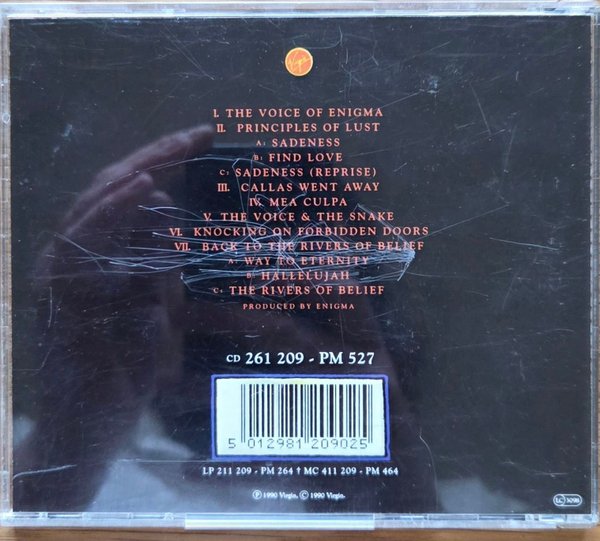 Virgin
I. THE VOICE OF ENIGMA
II. PRINCIPLES OF LUST
A: SADENESS
B: FIND LOVE
C: SADENESS (REPRISE)
III. CALLAS WENT AWAY
IV. MEA CULPA
V. THE VOICE & THE SNAKE
VI. KNOCKING ON FORBIDDEN DOORS
VII. BACK TO THE RIVERS OF BELIEF
A: WAY TO ETERNITY
B: HALLELUJAH
C: THE RIVERS OF BELIEF
PRODUCED BY ENIGMA
CD 261 209 - PM 527
5 012981 209025
LP 211 209 - PM 264 † MC 411 209 - PM 464
℗ 1990 Virgin. © 1990 Virgin.
LC 3098